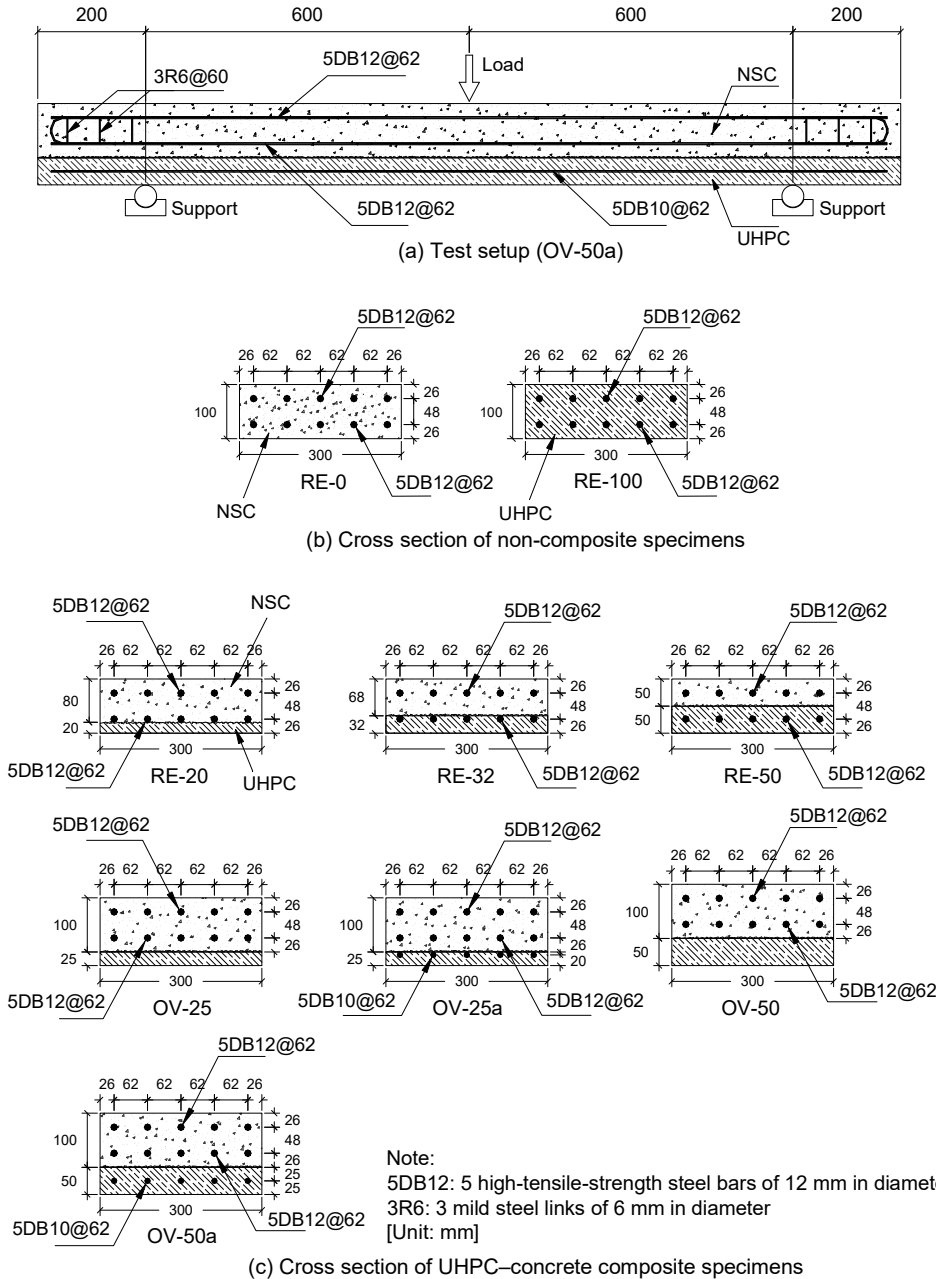 200 600 600 200
5DB12@62
Load
3R6@60
NSC
Support
5DB12@62
5DB10@62
Support
UHPC
(a) Test setup (OV-50a)
5DB12@62
5DB12@62
26 62 62 62 62 26
26 62 62 62 62 26
100
26
48
26
100
26
48
26
300
300
RE-0
5DB12@62
RE-100
5DB12@62
NSC
UHPC
(b) Cross section of non-composite specimens
5DB12@62
NSC
5DB12@62
5DB12@62
26 62 62 62 62 26
26 62 62 62 62 26
26 62 62 62 62 26
80
20
26
48
26
68
32
26
48
26
50
50
26
48
26
300
300
300
5DB12@62
RE-20
UHPC
RE-32
5DB12@62
RE-50
5DB12@62
5DB12@62
5DB12@62
5DB12@62
26 62 62 62 62 26
26 62 62 62 62 26
26 62 62 62 62 26
100
25
26
48
26
100
25
26
48
26
20
100
50
26
48
26
300
300
300
5DB12@62
OV-25
5DB10@62
OV-25a
5DB12@62
OV-50
5DB12@62
5DB12@62
26 62 62 62 62 26
100
50
26
48
26
25
25
300
5DB10@62
OV-50a
5DB12@62
Note:
5DB12: 5 high-tensile-strength steel bars of 12 mm in diamet
3R6: 3 mild steel links of 6 mm in diameter
[Unit: mm]
(c) Cross section of UHPC–concrete composite specimens